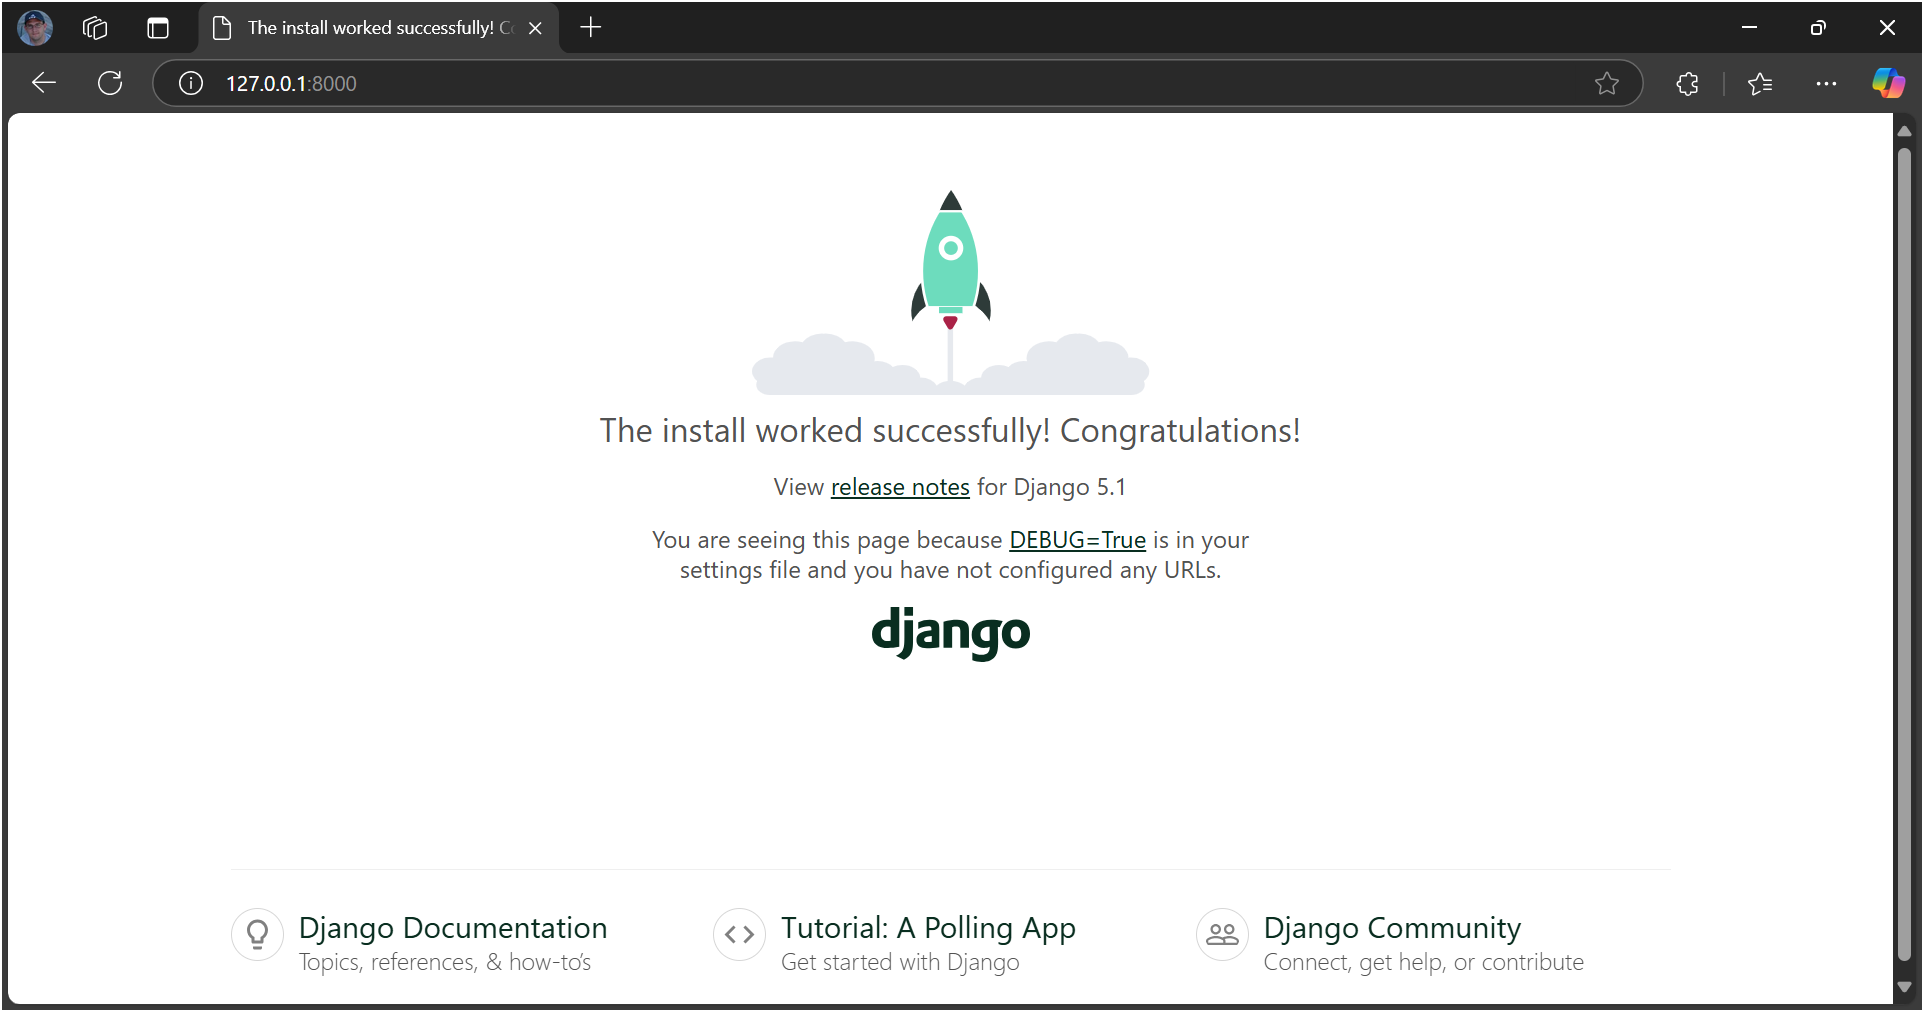 The install worked successfully! Co
127.0.0.1:8000
The install worked successfully! Congratulations!
View release notes for Django 5.1
You are seeing this page because DEBUG=True is in your
settings file and you have not configured any URLs.
django
Django Documentation
Topics, references, & how-to’s
Tutorial: A Polling App
Get started with Django
Django Community
Connect, get help, or contribute